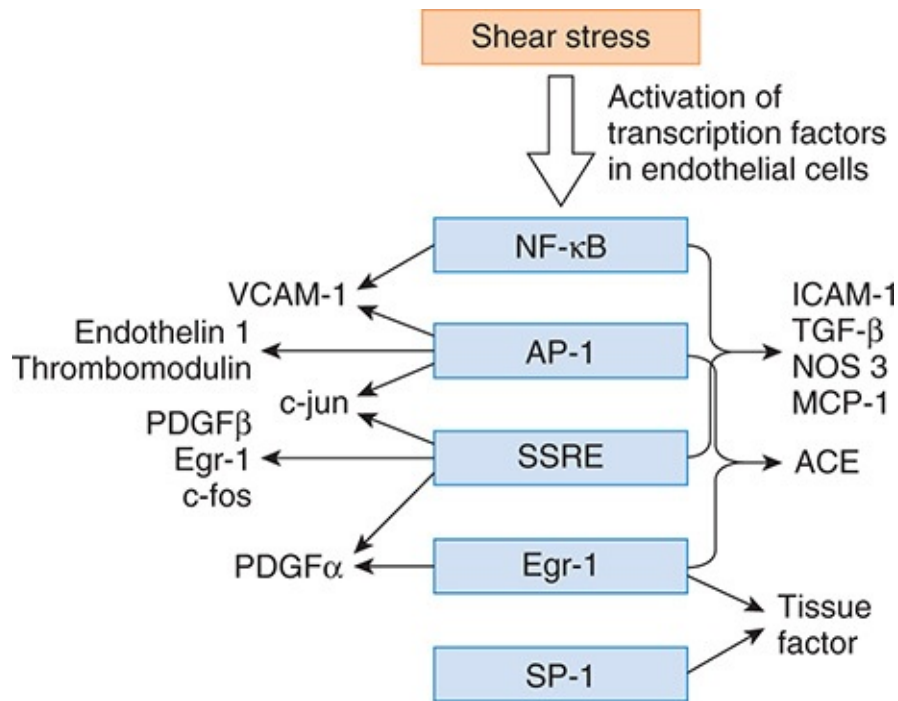 Shear stress
Activation of
transcription factors
in endothelial cells
NF-κB
VCAM-1
ICAM-1
TGF-β
NOS 3
MCP-1
Endothelin 1
Thrombomodulin
AP-1
c-jun
PDGFβ
Egr-1
c-fos
SSRE
ACE
PDGFα
Egr-1
Tissue
factor
SP-1